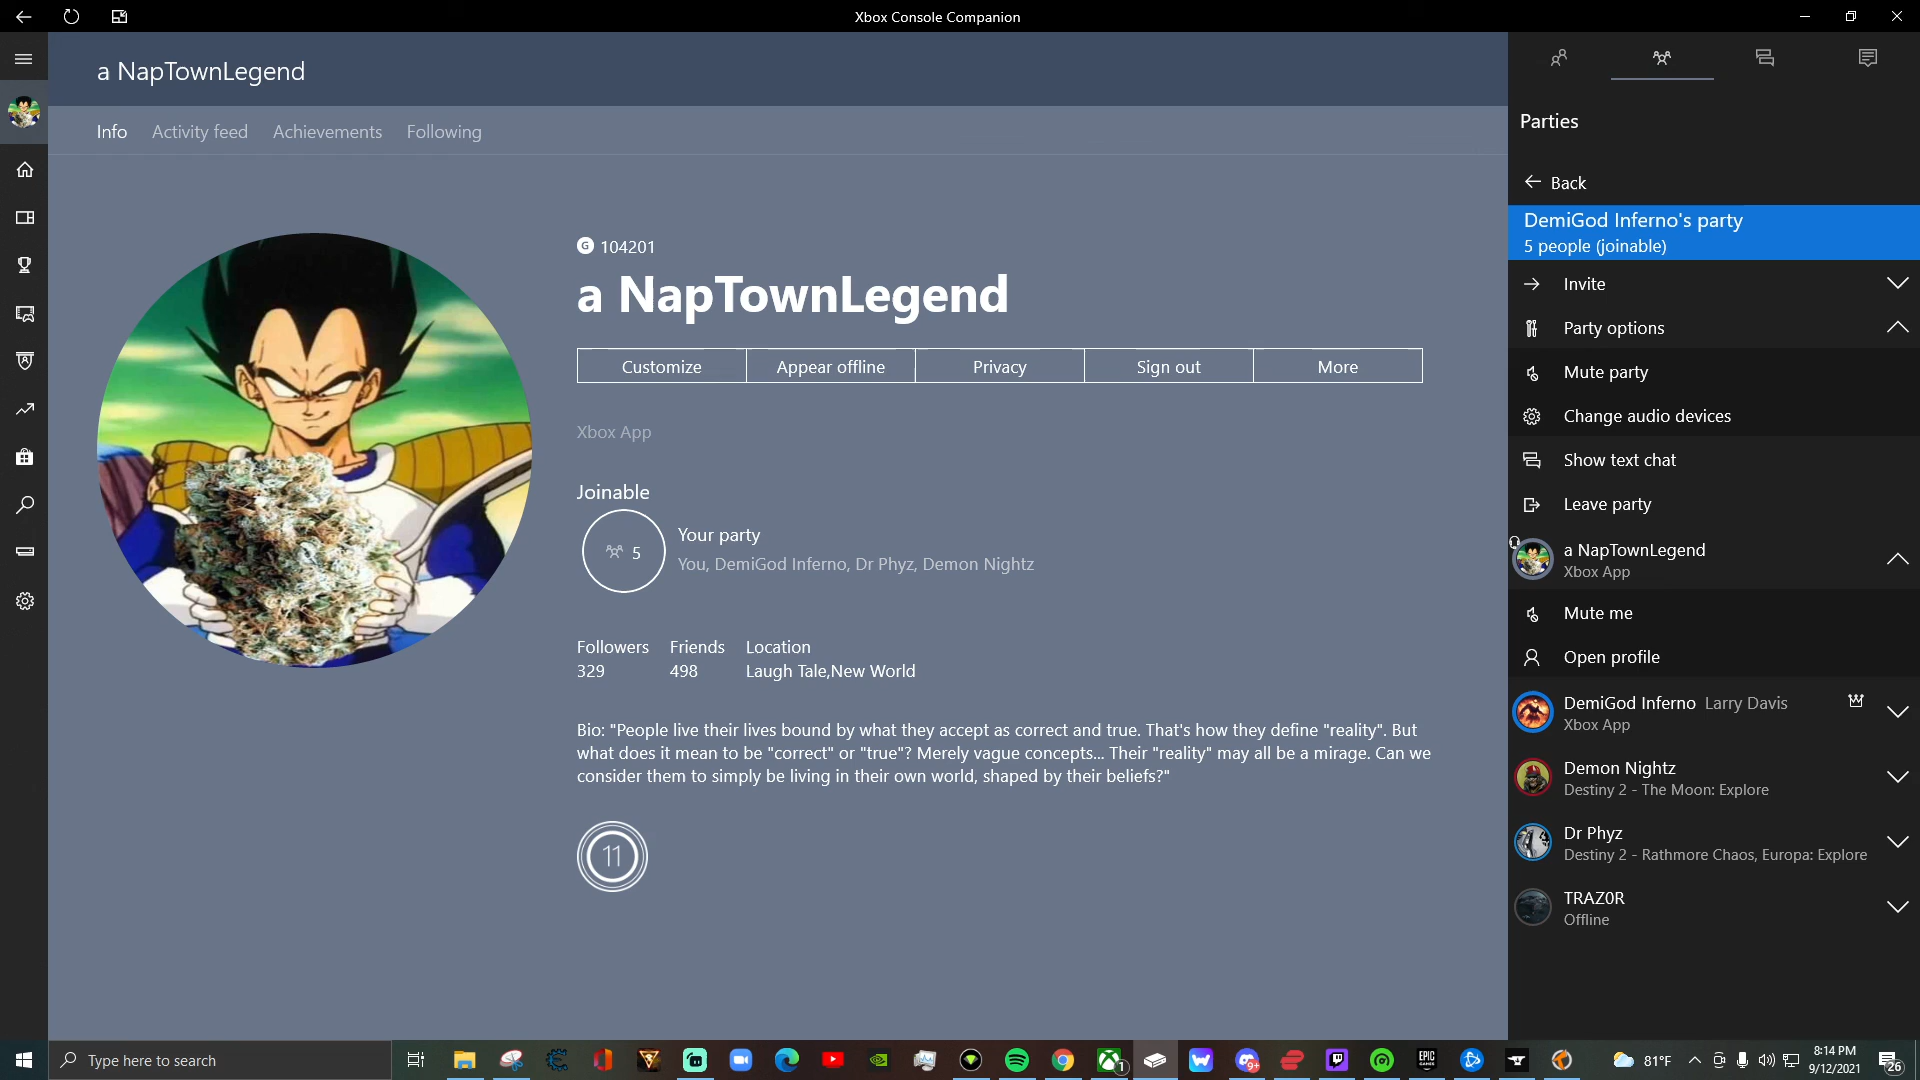 Xbox Console Companion
a NapTownLegend
Info Activity feed Achievements Following
G 104201
a NapTownLegend
Customize Appear offline Privacy Sign out More
Xbox App
Joinable
5
Your party
You, DemiGod Inferno, Dr Phyz, Demon Nightz
Followers Friends Location
329 498 Laugh Tale,New World
Bio: "People live their lives bound by what they accept as correct and true. That's how they define "reality". But
what does it mean to be "correct" or "true"? Merely vague concepts... Their "reality" may all be a mirage. Can we
consider them to simply be living in their own world, shaped by their beliefs?"
11
Parties
Back
DemiGod Inferno's party
5 people (joinable)
Invite
Party options
Mute party
Change audio devices
Show text chat
Leave party
a NapTownLegend
Xbox App
Mute me
Open profile
DemiGod Inferno Larry Davis
Xbox App
Demon Nightz
Destiny 2 - The Moon: Explore
Dr Phyz
Destiny 2 - Rathmore Chaos, Europa: Explore
TRAZ0R
Offline
Type here to search
1
9+
EPIC
GAMES
81°F
8:14 PM
9/12/2021
26